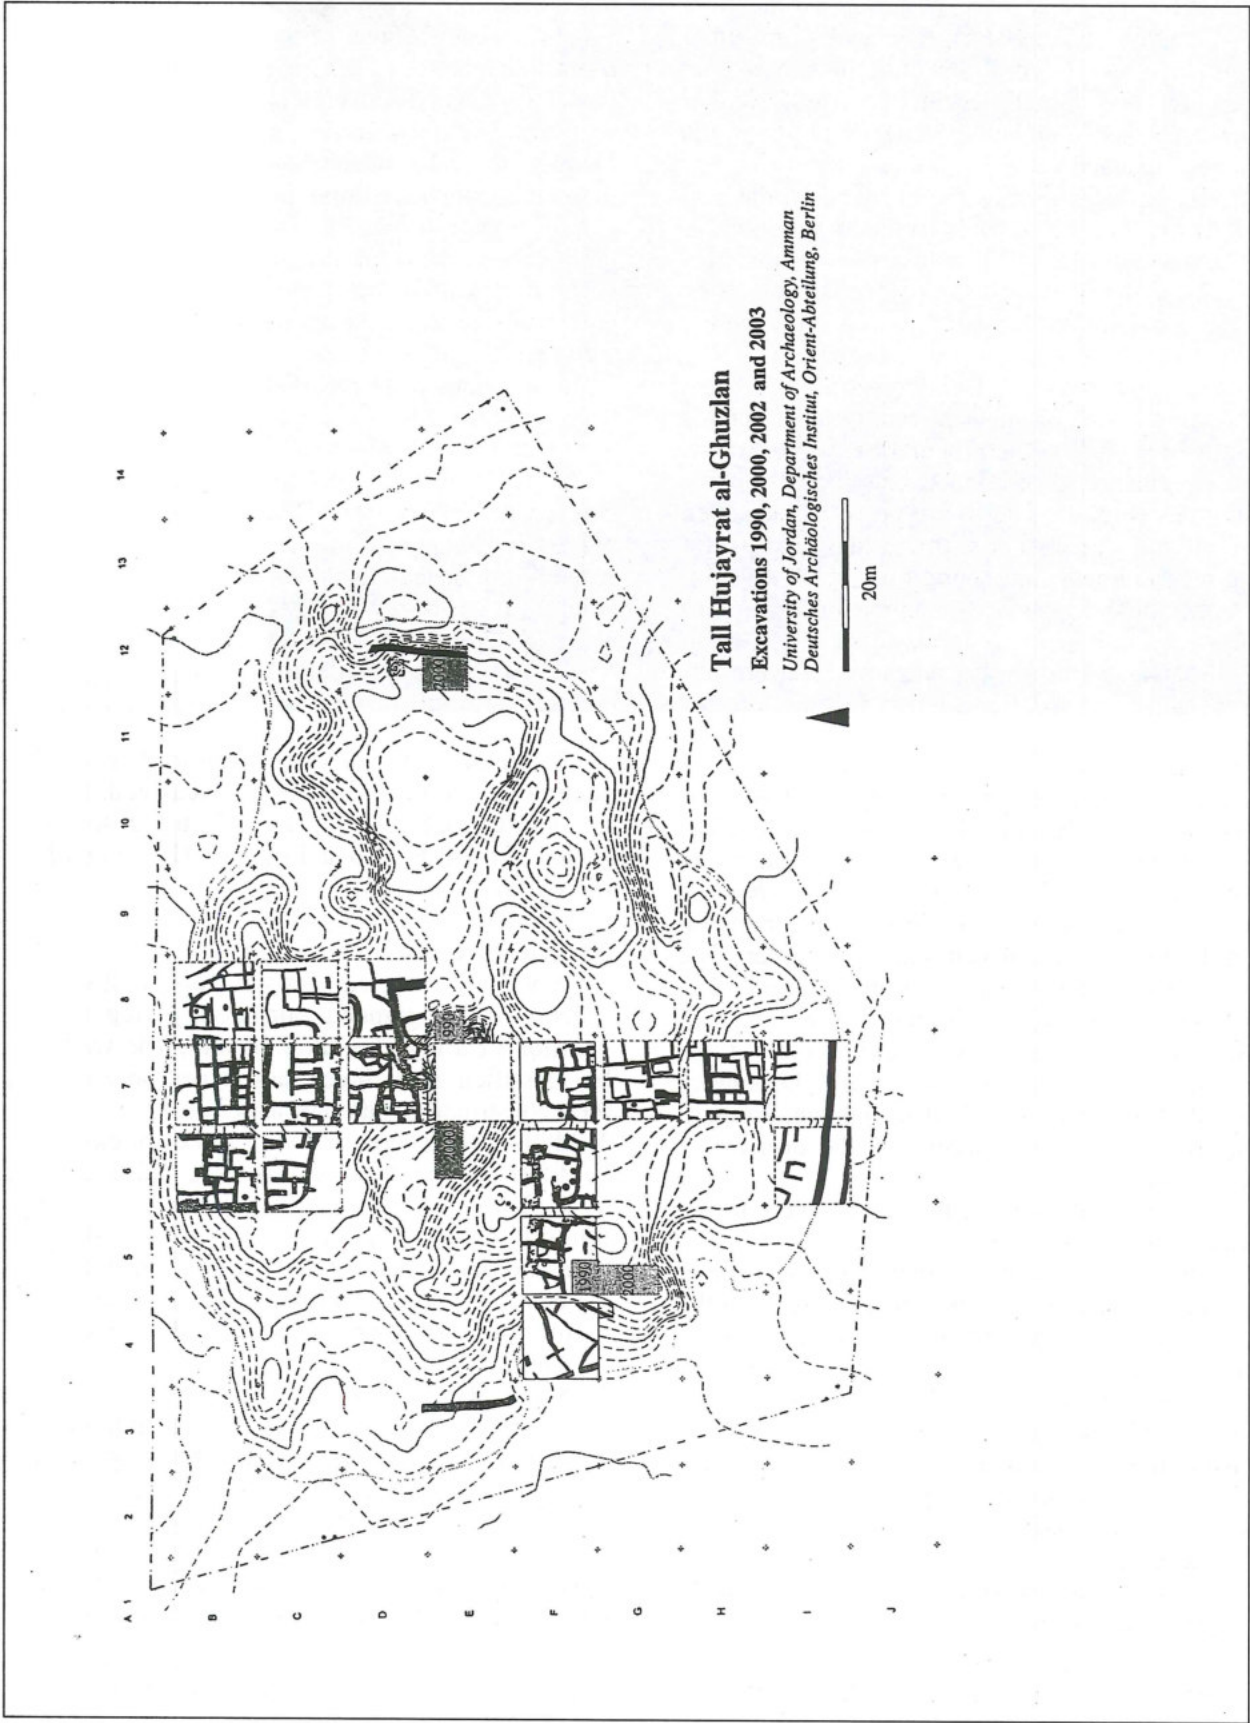 Tall Hujayrat al-Ghuzlan
Excavations 1990, 2000, 2002 and 2003
University of Jordan, Department of Archaeology, Amman
Deutsches Archäologisches Institut, Orient-Abteilung, Berlin
20m
A 1 2 3 4 5 6 7 8 9 10 11 12 13 14
B
C
D
E
F
G
H
I
J
2000
1990
2000
1990
2000